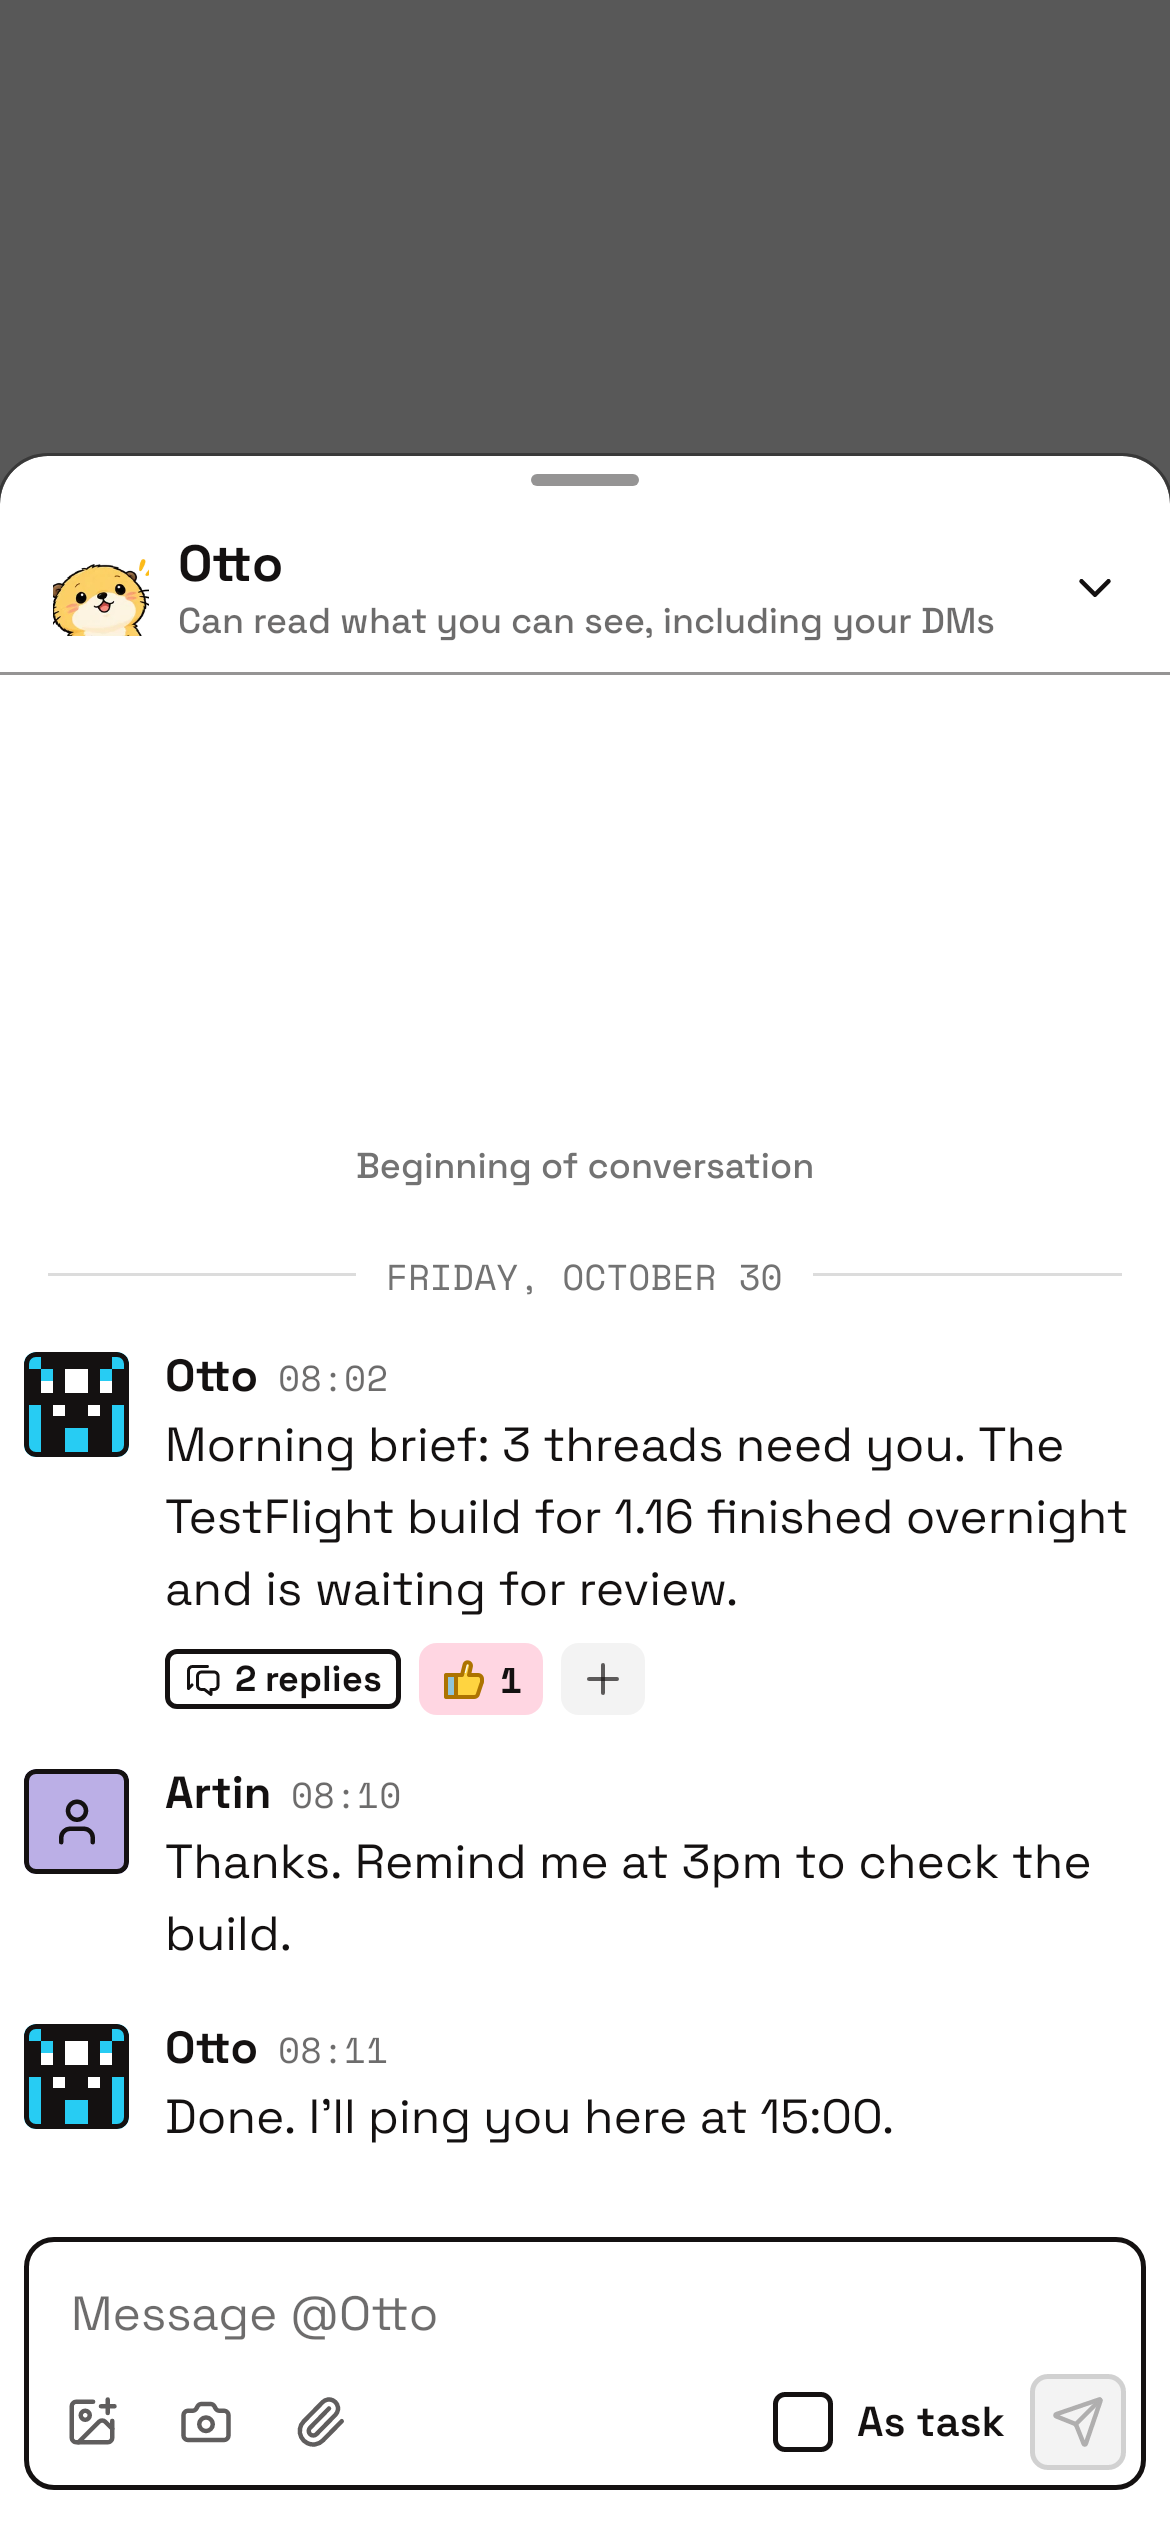 Otto
Can read what you can see, including your DMs
Beginning of conversation
FRIDAY, OCTOBER 30
Otto 08:02
Morning brief: 3 threads need you. The
TestFlight build for 1.16 finished overnight
and is waiting for review.
2 replies 1
Artin 08:10
Thanks. Remind me at 3pm to check the
build.
Otto 08:11
Done. I’ll ping you here at 15:00.
Message @Otto
As task